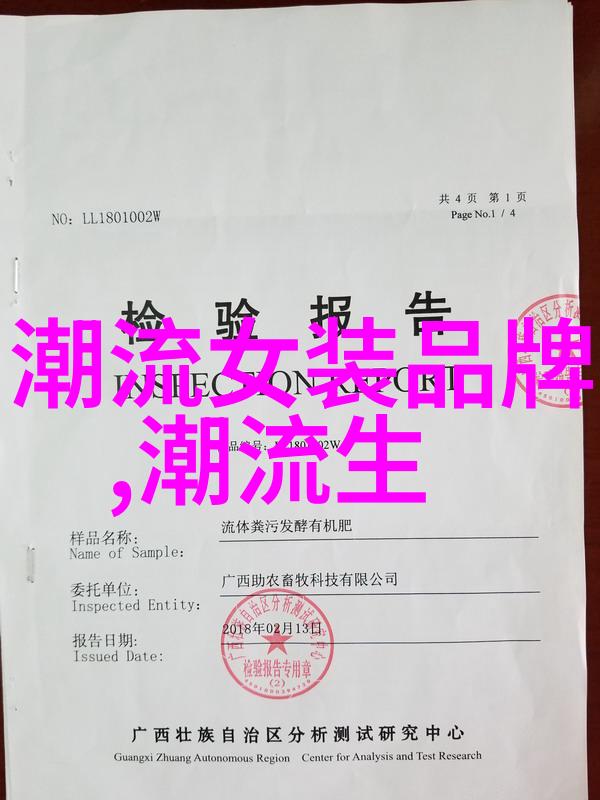 共 4 页 第 1 页
NO: LL1801002W
Page No.1 / 4
检 验 报 告
潮流女装品牌
INSPECTION REPORT
,潮流生
样品名称:
流体粪污发酵有机肥
Name of Sample:
委托单位:
广西助农畜牧科技有限公司
Inspected Entity:
报告日期:
2018年02月13日
Issued Date:
检验报告专用章
(2)
广西壮族自治区分析测试研究中心
Guangxi Zhuang Autonomous Region Center for Analysis and Test Research